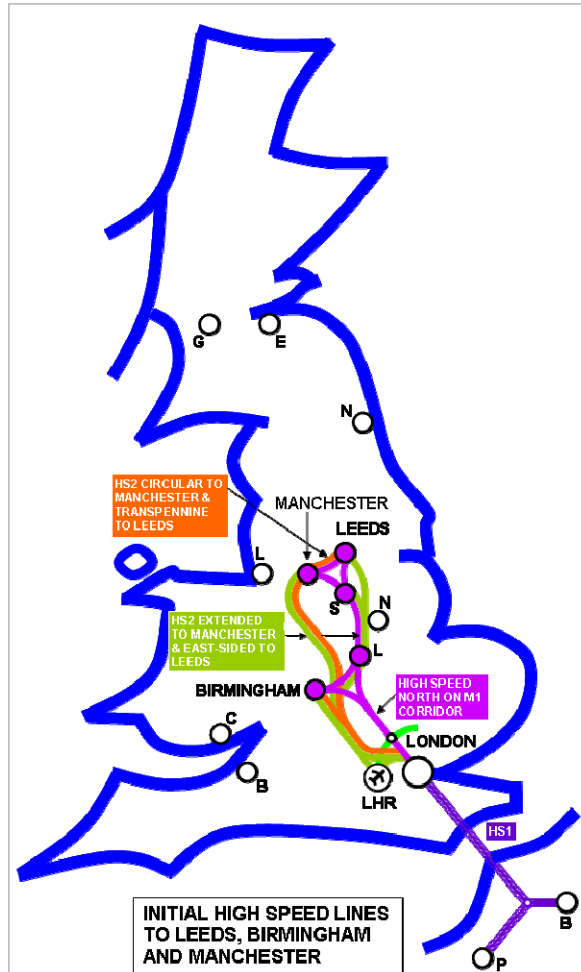 G
E
N
HS2 CIRCULAR TO
MANCHESTER &
TRANSPENNINE
TO LEEDS
MANCHESTER
LEEDS
L
S
N
HS2 EXTENDED
TO MANCHESTER
& EAST-SIDED TO
LEEDS
L
BIRMINGHAM
HIGH SPEED
NORTH ON M1
CORRIDOR
C
LONDON
B
LHR
HS1
B
P
INITIAL HIGH SPEED LINES
TO LEEDS, BIRMINGHAM
AND MANCHESTER